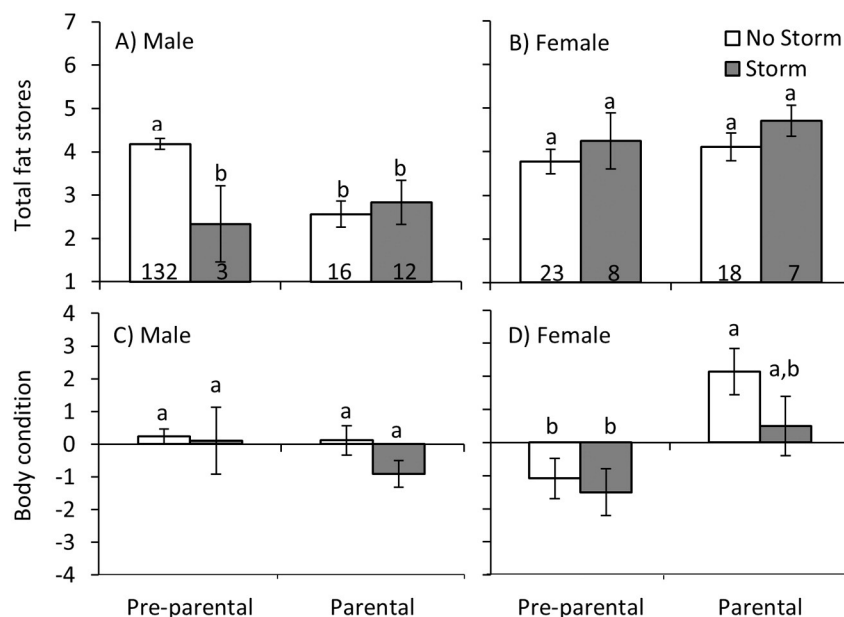 7
6
5
4
3
2
1
Total fat stores
A) Male
a
b
b
b
132
3
16
12
B) Female
No Storm
Storm
a
a
a
a
23
8
18
7
4
3
2
1
0
-1
-2
-3
-4
Body condition
C) Male
a
a
a
a
D) Female
b
b
a
a,b
Pre-parental
Parental
Pre-parental
Parental